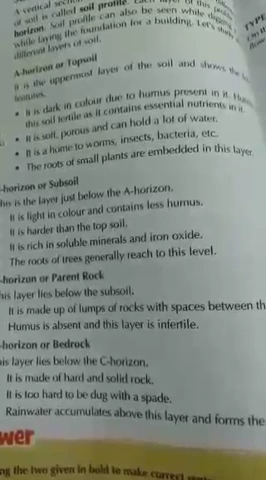 A vertical
of soil is called soil profile. Each layer of this
horizon. Soil profile can also be seen while
while laying the foundation for a building. Let's study
different layers of soil.
A-horizon or Topsoil
It is the uppermost layer of the soil and shows the
features.
• It is dark in colour due to humus present in it.
this soil fertile as it contains essential nutrients in it.
• It is soft, porous and can hold a lot of water.
• It is a home to worms, insects, bacteria, etc.
• The roots of small plants are embedded in this layer.
-horizon or Subsoil
his is the layer just below the A-horizon.
It is light in colour and contains less humus.
It is harder than the top soil.
It is rich in soluble minerals and iron oxide.
The roots of trees generally reach to this level.
-horizon or Parent Rock
his layer lies below the subsoil.
It is made up of lumps of rocks with spaces between th
Humus is absent and this layer is infertile.
-horizon or Bedrock
is layer lies below the C-horizon.
It is made of hard and solid rock.
It is too hard to be dug with a spade.
Rainwater accumulates above this layer and forms the
wer
ng the two given in bold to make correct